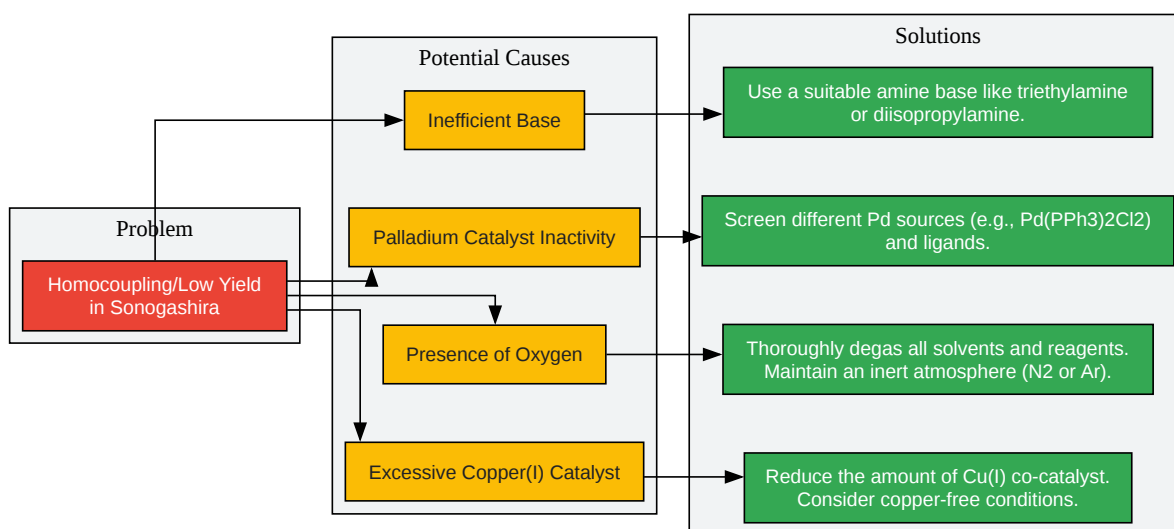 Problem
Homocoupling/Low Yield
in Sonogashira
Potential Causes
Inefficient Base
Palladium Catalyst Inactivity
Presence of Oxygen
Excessive Copper(I) Catalyst
Solutions
Use a suitable amine base like triethylamine
or diisopropylamine.
Screen different Pd sources (e.g., Pd(PPh3)2Cl2)
and ligands.
Thoroughly degas all solvents and reagents.
Maintain an inert atmosphere (N2 or Ar).
Reduce the amount of Cu(I) co-catalyst.
Consider copper-free conditions.